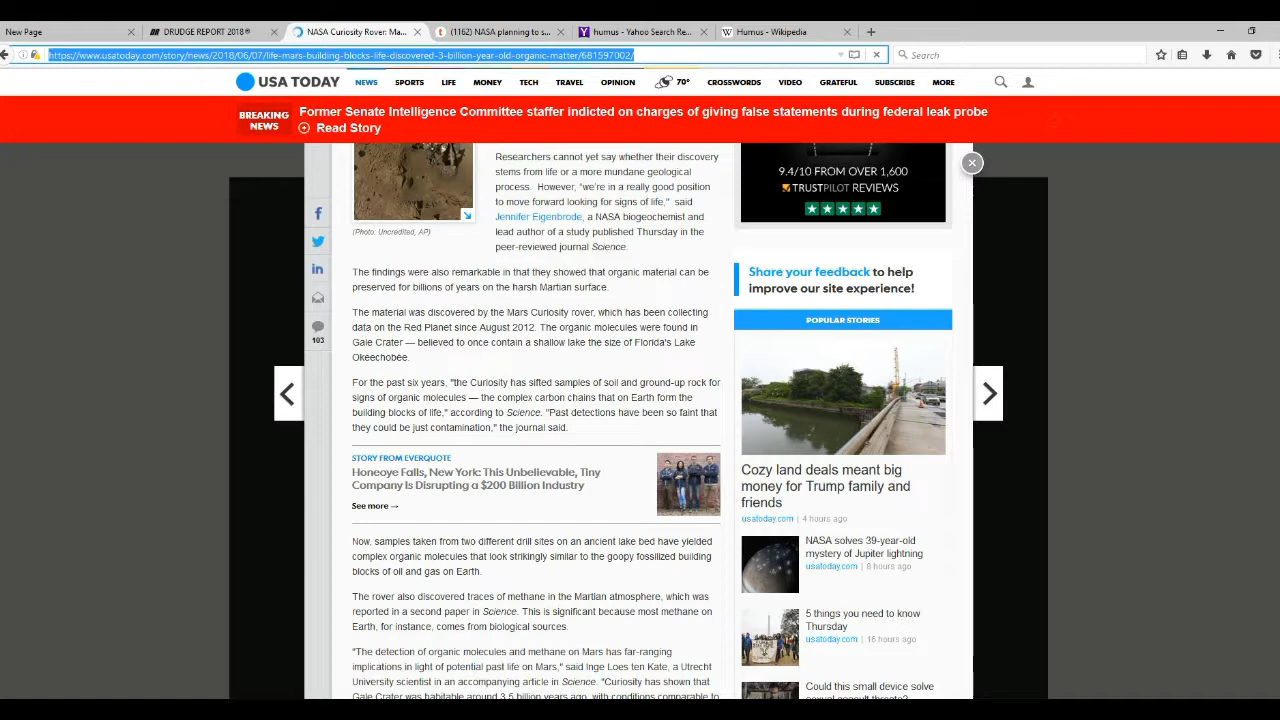 New Page
DRUDGE REPORT 2018®
NASA Curiosity Rover: Ma...
(1162) NASA planning to s...
humus - Yahoo Search Re...
Humus - Wikipedia
https://www.usatoday.com/story/news/2018/06/07/life-mars-building-blocks-life-discovered-3-billion-year-old-organic-matter/681597002/
Search
USA TODAY
NEWS SPORTS LIFE MONEY TECH TRAVEL OPINION 70° CROSSWORDS VIDEO GRATEFUL SUBSCRIBE MORE
BREAKING
NEWS
Former Senate Intelligence Committee staffer indicted on charges of giving false statements during federal leak probe
Read Story
103
(Photo: Uncredited, AP)
Researchers cannot yet say whether their discovery
stems from life or a more mundane geological
process. However, "we're in a really good position
to move forward looking for signs of life," said
Jennifer Eigenbrode, a NASA biogeochemist and
lead author of a study published Thursday in the
peer-reviewed journal Science.
The findings were also remarkable in that they showed that organic material can be
preserved for billions of years on the harsh Martian surface.
The material was discovered by the Mars Curiosity rover, which has been collecting
data on the Red Planet since August 2012. The organic molecules were found in
Gale Crater — believed to once contain a shallow lake the size of Florida's Lake
Okeechobee.
For the past six years, "the Curiosity has sifted samples of soil and ground-up rock for
signs of organic molecules — the complex carbon chains that on Earth form the
building blocks of life," according to Science. "Past detections have been so faint that
they could be just contamination," the journal said.
STORY FROM EVERQUOTE
Honeoye Falls, New York: This Unbelievable, Tiny
Company Is Disrupting a $200 Billion Industry
See more →
Now, samples taken from two different drill sites on an ancient lake bed have yielded
complex organic molecules that look strikingly similar to the goopy fossilized building
blocks of oil and gas on Earth.
The rover also discovered traces of methane in the Martian atmosphere, which was
reported in a second paper in Science. This is significant because most methane on
Earth, for instance, comes from biological sources.
"The detection of organic molecules and methane on Mars has far-ranging
implications in light of potential past life on Mars," said Inge Loes ten Kate, a Utrecht
University scientist in an accompanying article in Science. "Curiosity has shown that
Gale Crater was habitable around 3.5 billion years ago, with conditions comparable to
9.4/10 FROM OVER 1,600
TRUSTPILOT REVIEWS
Share your feedback to help
improve our site experience!
POPULAR STORIES
Cozy land deals meant big
money for Trump family and
friends
usatoday.com | 4 hours ago
NASA solves 39-year-old
mystery of Jupiter lightning
usatoday.com | 8 hours ago
5 things you need to know
Thursday
usatoday.com | 16 hours ago
Could this small device solve
sexual assault threats?